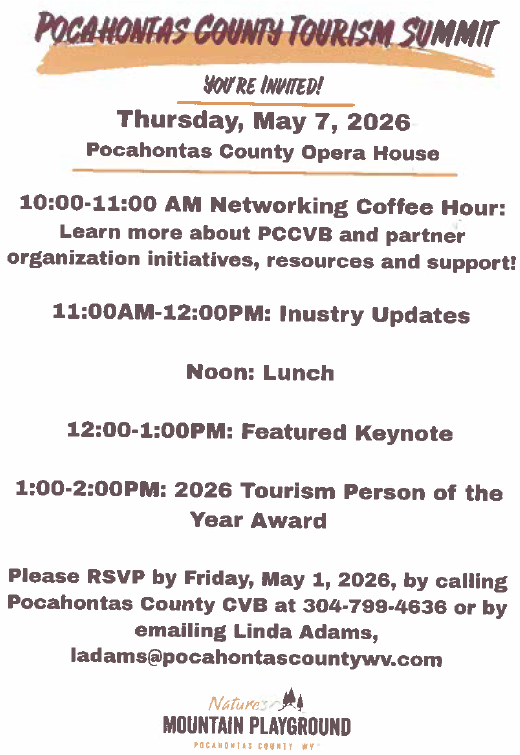 POCAHONTAS COUNTY TOURISM SUMMIT
YOU'RE INVITED!
Thursday, May 7, 2026
Pocahontas County Opera House
10:00-11:00 AM Networking Coffee Hour:
Learn more about PCCVB and partner
organization initiatives, resources and support!
11:00AM-12:00PM: Inustry Updates
Noon: Lunch
12:00-1:00PM: Featured Keynote
1:00-2:00PM: 2026 Tourism Person of the
Year Award
Please RSVP by Friday, May 1, 2026, by calling
Pocahontas County CVB at 304-799-4636 or by
emailing Linda Adams,
ladams@pocahontascountywv.com
Nature's
MOUNTAIN PLAYGROUND
POCAHONTAS COUNTY WV